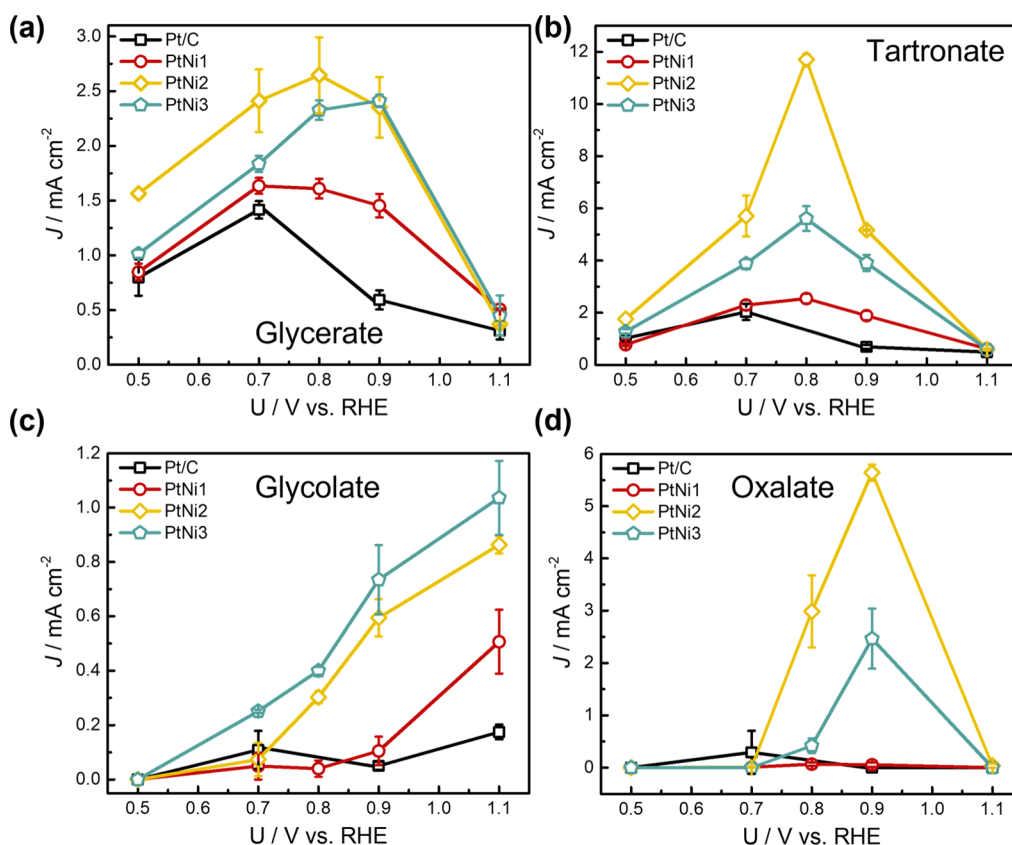 (a)
3.0
2.5
2.0
1.5
1.0
0.5
0.0
J / mA cm⁻²
Pt/C
PtNi1
PtNi2
PtNi3
Glycerate
0.5 0.6 0.7 0.8 0.9 1.0 1.1
U / V vs. RHE
(b)
12
10
8
6
4
2
0
J / mA cm⁻²
Pt/C
PtNi1
PtNi2
PtNi3
Tartronate
0.5 0.6 0.7 0.8 0.9 1.0 1.1
U / V vs. RHE
(c)
1.2
1.0
0.8
0.6
0.4
0.2
0.0
J / mA cm⁻²
Pt/C
PtNi1
PtNi2
PtNi3
Glycolate
0.5 0.6 0.7 0.8 0.9 1.0 1.1
U / V vs. RHE
(d)
6
5
4
3
2
1
0
J / mA cm⁻²
Pt/C
PtNi1
PtNi2
PtNi3
Oxalate
0.5 0.6 0.7 0.8 0.9 1.0 1.1
U / V vs. RHE